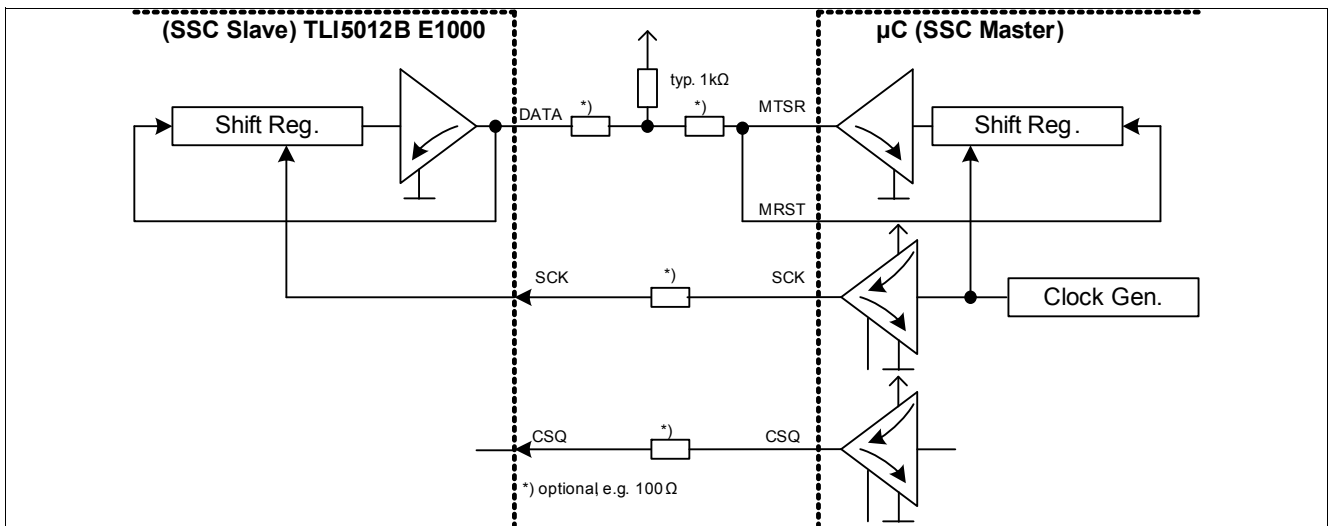 (SSC Slave) TLI5012B E1000
µC (SSC Master)
typ. 1kΩ
*)
*)
DATA
MTSR
Shift Reg.
Shift Reg.
MRST
*)
SCK
SCK
Clock Gen.
*)
CSQ
CSQ
*) optional, e.g. 100Ω